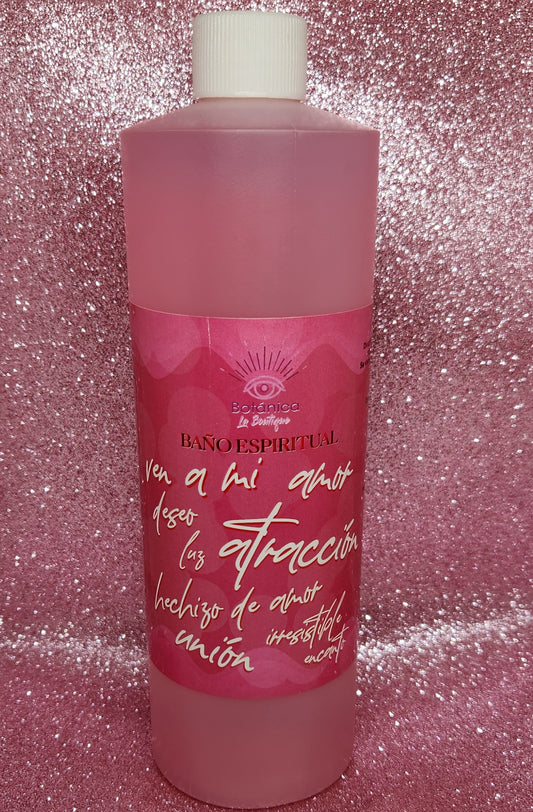 Botánica
La Boutique
BAÑO ESPIRITUAL
ven a mi amor
deseo
luz atracción
hechizo de amor
unión irresistible
encanto